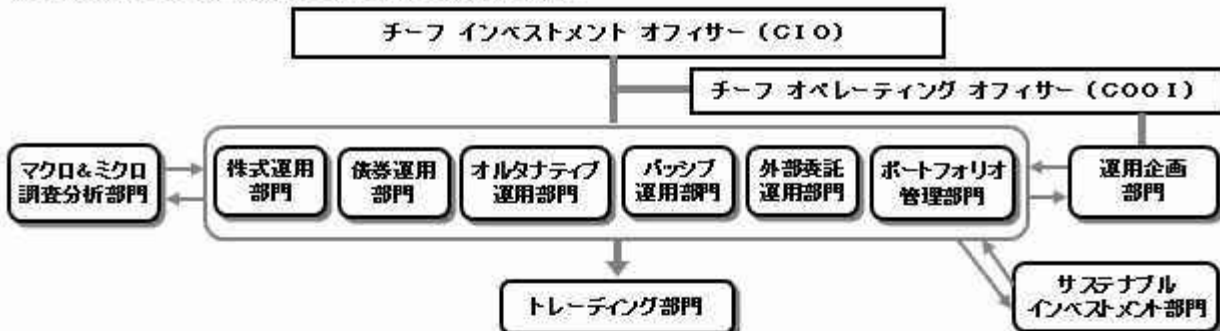 チーフ インベストメント オフィサー (CIO)
チーフ オペレーティング オフィサー (COOI)
マクロ&ミクロ
調査分析部門
株式運用
部門
債券運用
部門
オルタナティブ
運用部門
パッシブ
運用部門
外部委託
運用部門
ポートフォリオ
管理部門
運用企画
部門
トレーディング部門
サステナブル
インベストメント部門